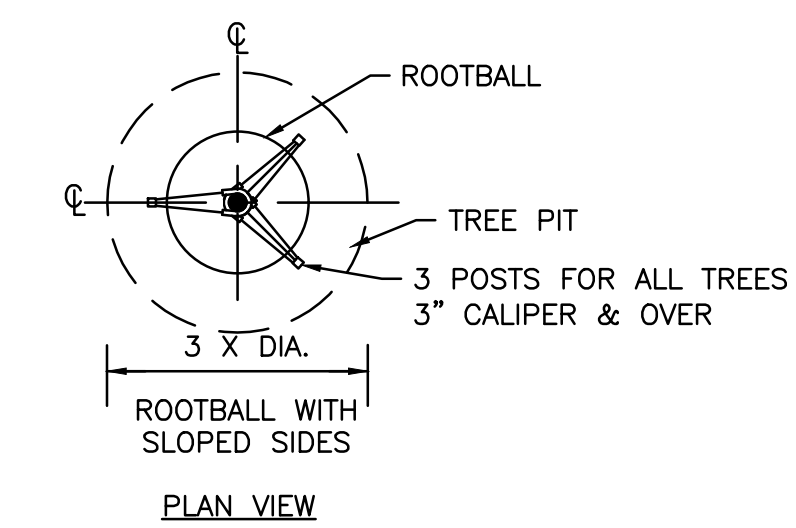 ℄
ROOTBALL
℄
TREE PIT
3 POSTS FOR ALL TREES
3” CALIPER & OVER
3 X DIA.
ROOTBALL WITH
SLOPED SIDES
PLAN VIEW